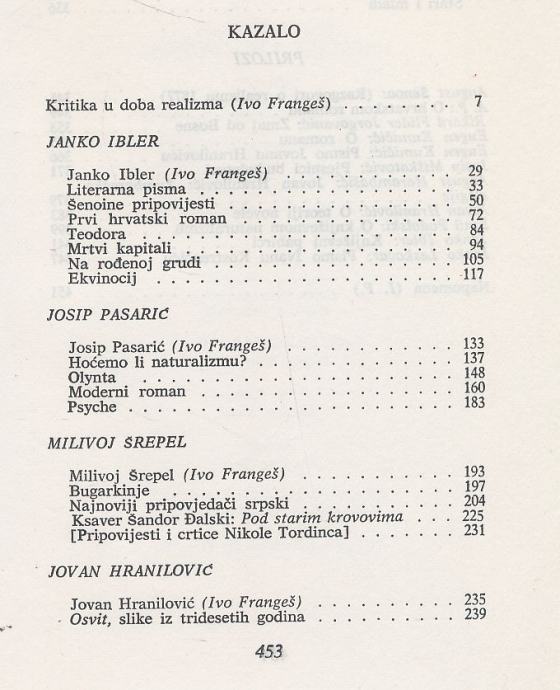 KAZALO
Kritika u doba realizma (Ivo Frangeš) . . . . . . . 7
JANKO IBLER
Janko Ibler (Ivo Frangeš) . . . . . . . . . . . 29
Literarna pisma . . . . . . . . . . . . . . . 33
Šenoine pripovijesti . . . . . . . . . . . . . 50
Prvi hrvatski roman . . . . . . . . . . . . . 72
Teodora . . . . . . . . . . . . . . . . . . 84
Mrtvi kapitali . . . . . . . . . . . . . . . . 94
Na rođenoj grudi . . . . . . . . . . . . . . 105
Ekvinocij . . . . . . . . . . . . . . . . . 117
JOSIP PASARIĆ
Josip Pasarić (Ivo Frangeš) . . . . . . . . . . 133
Hoćemo li naturalizmu? . . . . . . . . . . . . 137
Olynta . . . . . . . . . . . . . . . . . . 148
Moderni roman . . . . . . . . . . . . . . . 160
Psyche . . . . . . . . . . . . . . . . . . 183
MILIVOJ ŠREPEL
Milivoj Šrepel (Ivo Frangeš) . . . . . . . . . . 193
Bugarkinje . . . . . . . . . . . . . . . . 197
Najnoviji pripovjedači srpski . . . . . . . . . . 204
Ksaver Šandor Đalski: Pod starim krovovima . . . 225
[Pripovijesti i crtice Nikole Tordinca] . . . . . . . 231
JOVAN HRANILOVIĆ
Jovan Hranilović (Ivo Frangeš) . . . . . . . . . 235
Osvit, slike iz tridesetih godina . . . . . . . . . 239
453